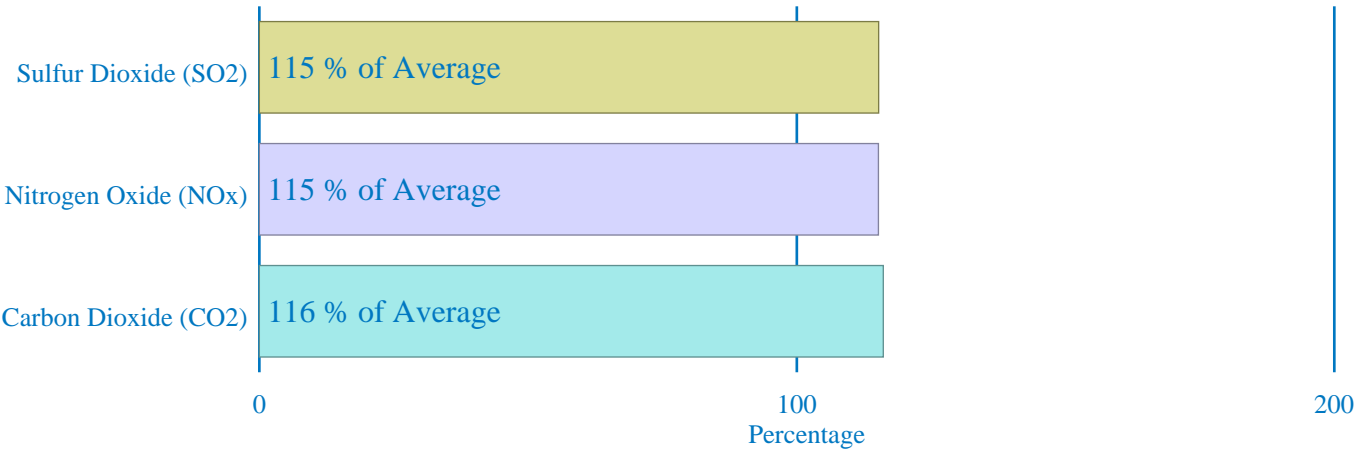 Sulfur Dioxide (SO2) 115 % of Average
Nitrogen Oxide (NOx) 115 % of Average
Carbon Dioxide (CO2) 116 % of Average
0 100 200
Percentage